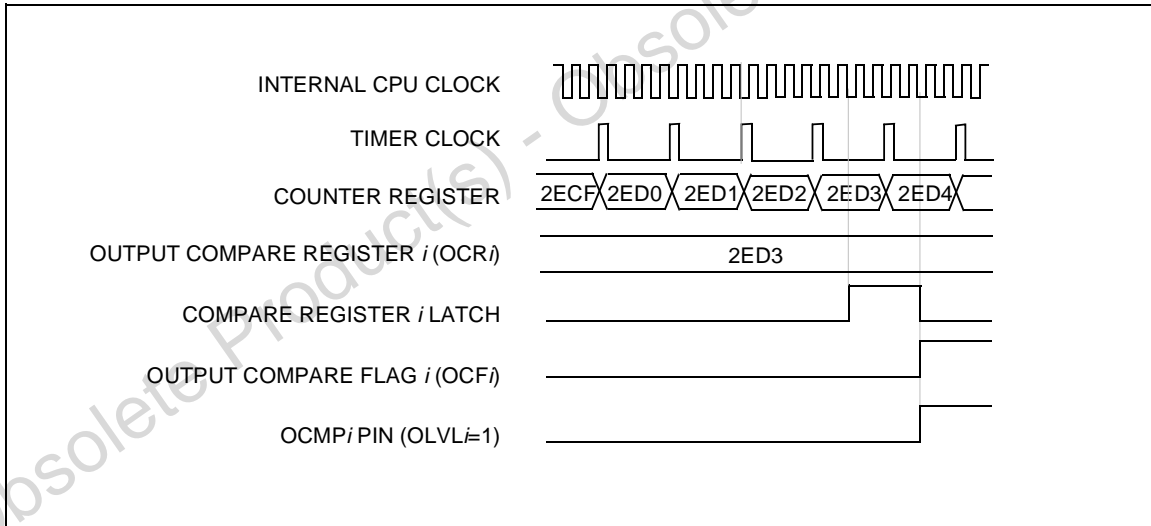 INTERNAL CPU CLOCK
TIMER CLOCK
COUNTER REGISTER 2ECF 2ED0 2ED1 2ED2 2ED3 2ED4
OUTPUT COMPARE REGISTER i (OCRi) 2ED3
COMPARE REGISTER i LATCH
OUTPUT COMPARE FLAG i (OCFi)
OCMPi PIN (OLVLi=1)
bsolete Product(s) - Obsolete